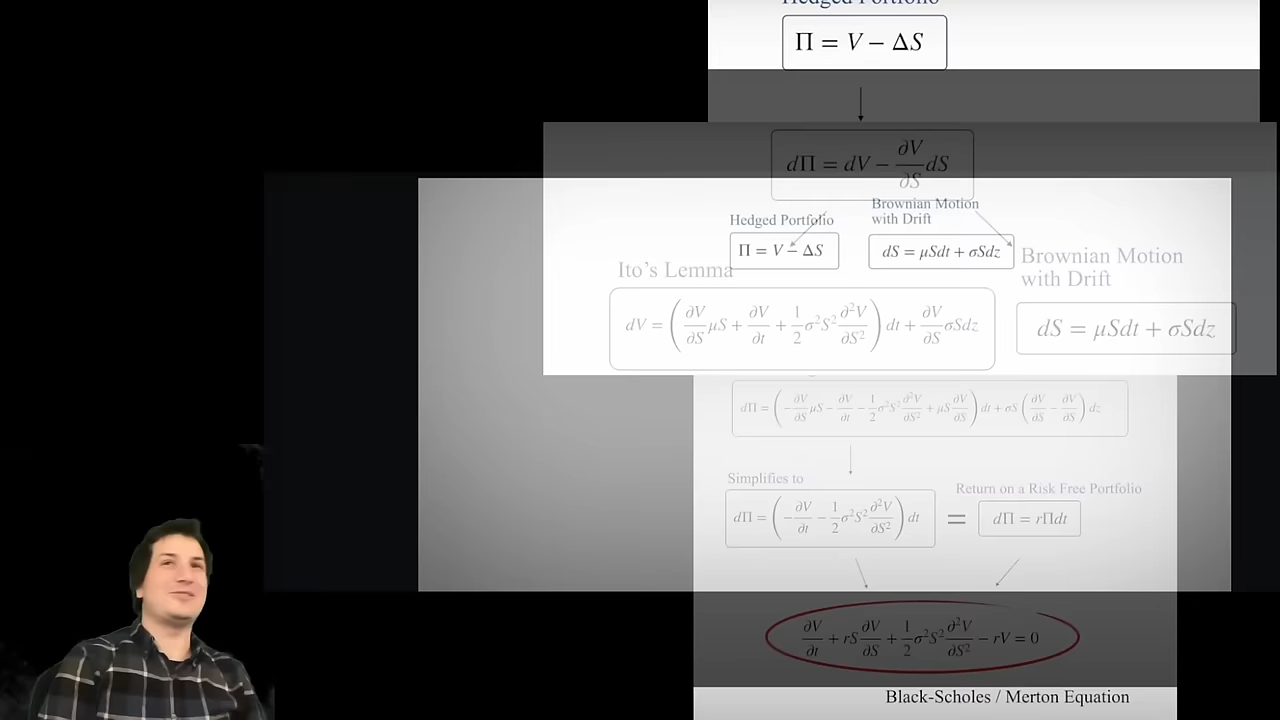 Hedged Portfolio
Π = V − ΔS
dΠ = dV − ∂V/∂S dS
Hedged Portfolio
Π = V − ΔS
Brownian Motion
with Drift
dS = μSdt + σSdz
Ito's Lemma
dV = (∂V/∂S μS + ∂V/∂t + 1/2 σ²S² ∂²V/∂S²) dt + ∂V/∂S σSdz
Brownian Motion
with Drift
dS = μSdt + σSdz
dΠ = (−∂V/∂S μS − ∂V/∂t − 1/2 σ²S² ∂²V/∂S² + μS ∂V/∂S) dt + σS (∂V/∂S − ∂V/∂S) dz
Simplifies to
dΠ = (−∂V/∂t − 1/2 σ²S² ∂²V/∂S²) dt
=
Return on a Risk Free Portfolio
dΠ = rΠdt
∂V/∂t + rS ∂V/∂S + 1/2 σ²S² ∂²V/∂S² − rV = 0
Black-Scholes / Merton Equation